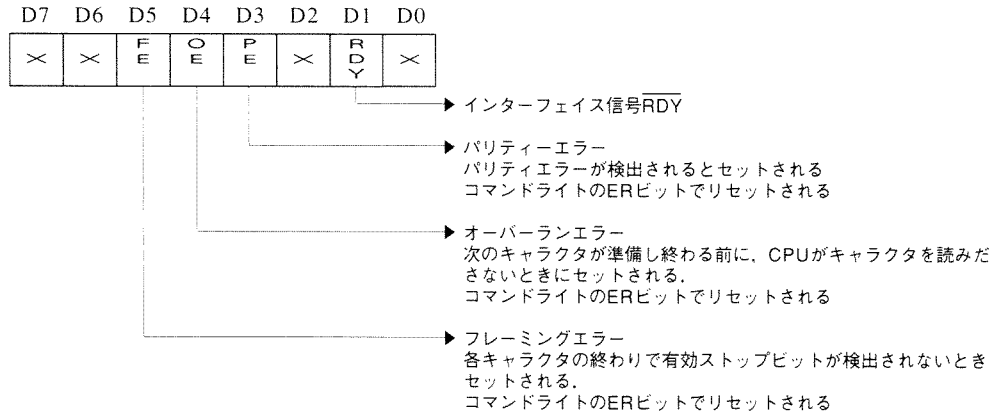 D7 D6 D5 D4 D3 D2 D1 D0
× × FE OE PE × RDY ×
インターフェイス信号RDY
パリティーエラー
パリティエラーが検出されるとセットされる
コマンドライトのERビットでリセットされる
オーバーランエラー
次のキャラクタが準備し終わる前に，CPUがキャラクタを読みだ
さないときにセットされる．
コマンドライトのERビットでリセットされる
フレーミングエラー
各キャラクタの終わりで有効ストップビットが検出されないとき
セットされる．
コマンドライトのERビットでリセットされる